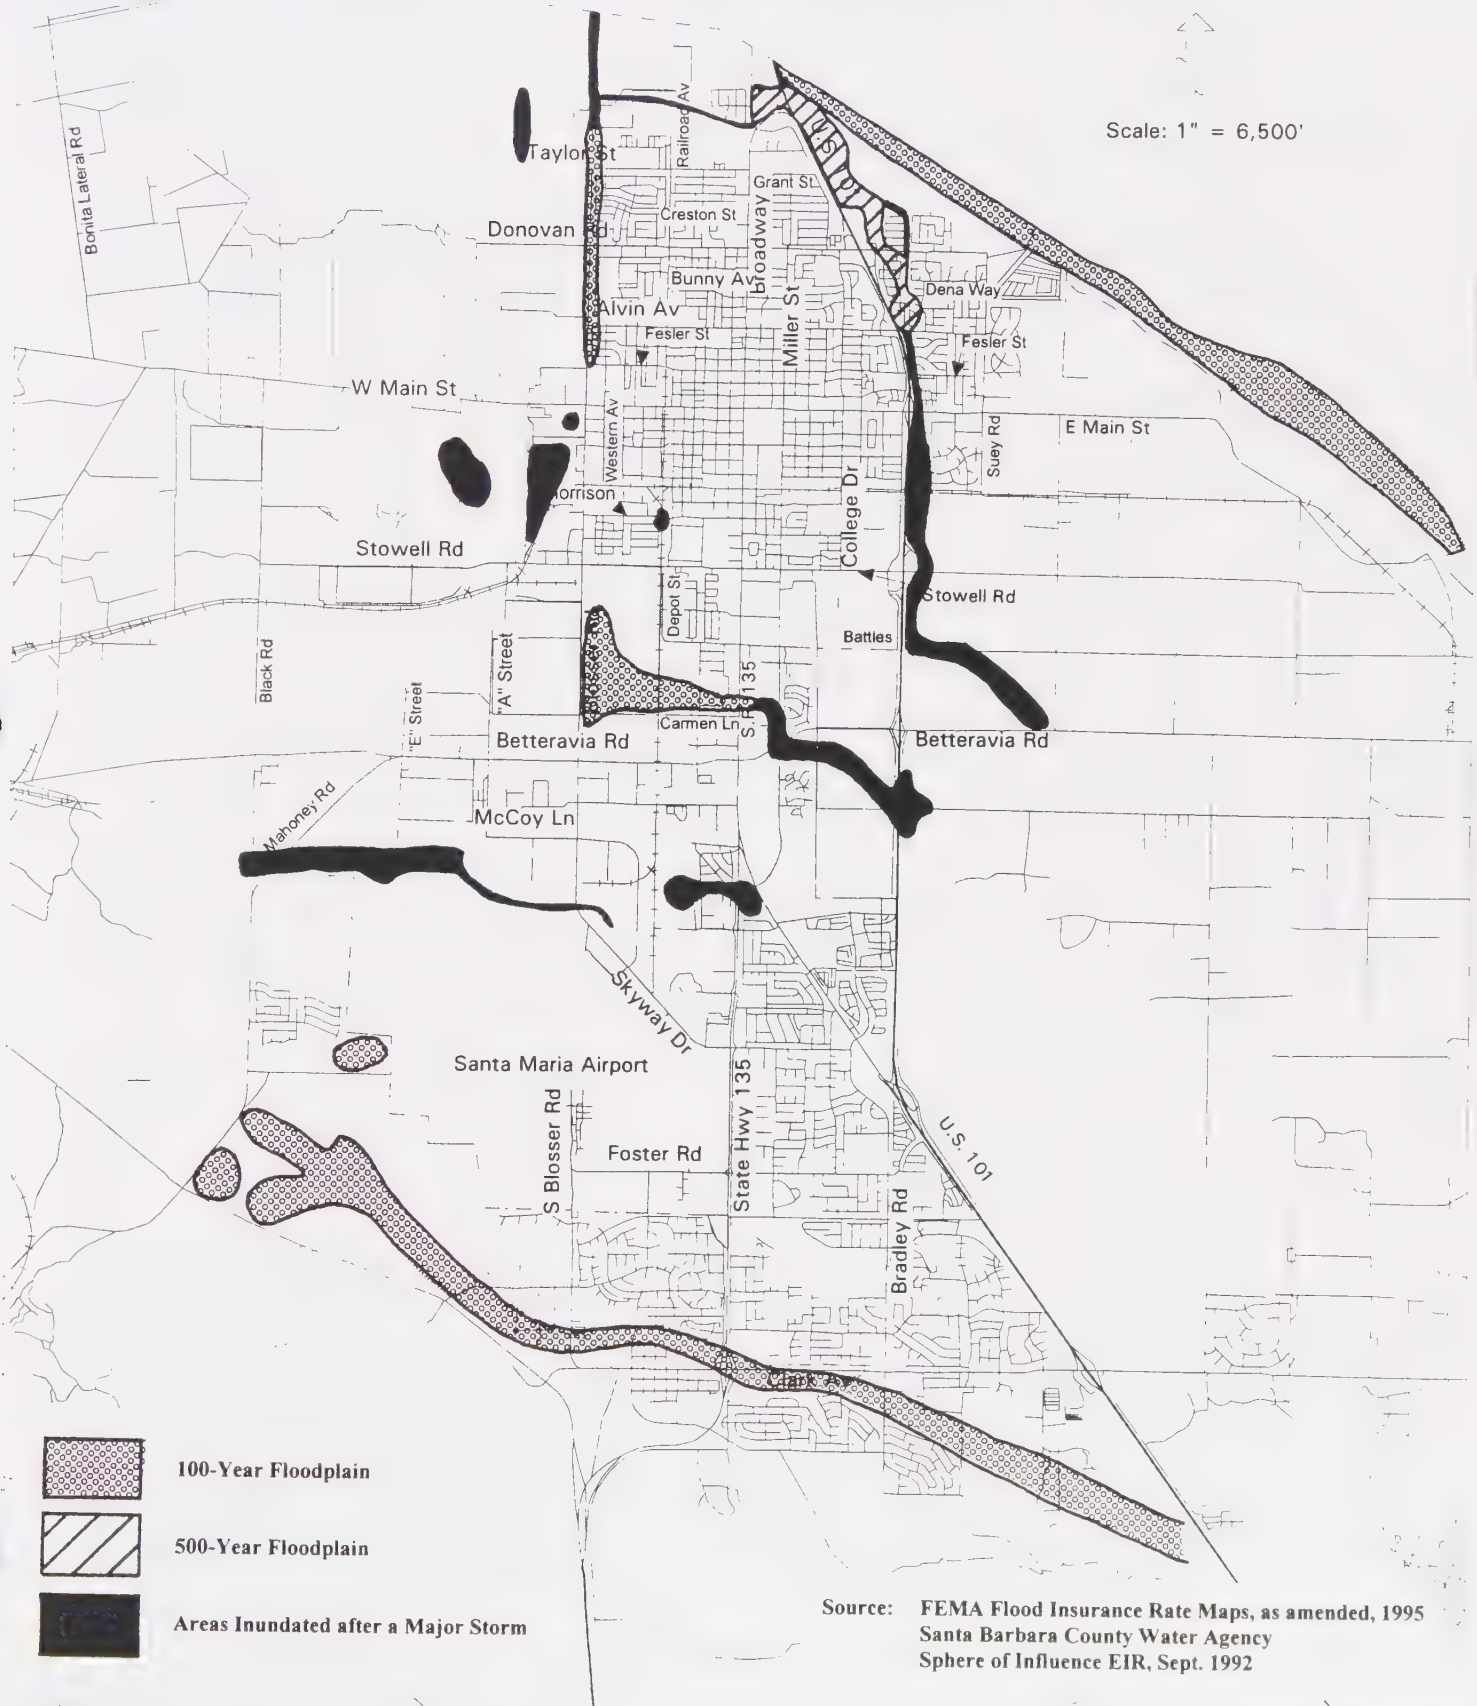 Scale: 1" = 6,500'
Bonita Lateral Rd
Railroad Av
Taylor St
U.S.
Grant St
Broadway
Creston St
Donovan Rd
Bunny Av
Dena Way
Miller St
Alvin Av
Fesler St
Fesler St
W Main St
Western Av
E Main St
Suey Rd
orrison
College Dr
Stowell Rd
Depot St
Stowell Rd
Battles
Black Rd
"A" Street
Blosser
S.R. 135
"E" Street
Carmen Ln
Betteravia Rd
Betteravia Rd
Mahoney Rd
McCoy Ln
Skyway Dr
Santa Maria Airport
S Blosser Rd
State Hwy 135
U.S. 101
Foster Rd
Bradley Rd
Clark Av
100-Year Floodplain
500-Year Floodplain
Areas Inundated after a Major Storm
Source: FEMA Flood Insurance Rate Maps, as amended, 1995
Santa Barbara County Water Agency
Sphere of Influence EIR, Sept. 1992